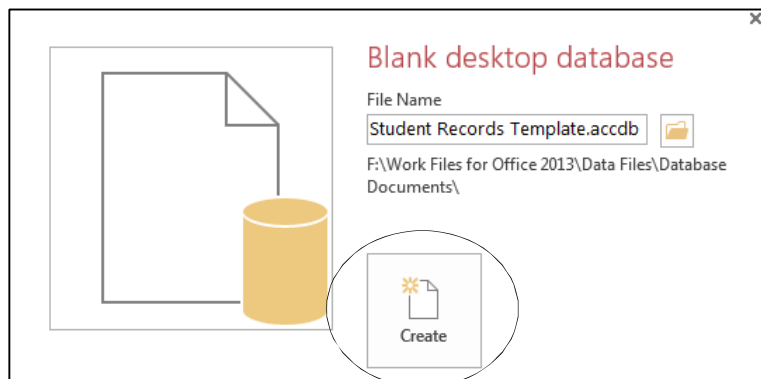 Blank desktop database
File Name
Student Records Template.accdb
F:\Work Files for Office 2013\Data Files\Database
Documents\
Create